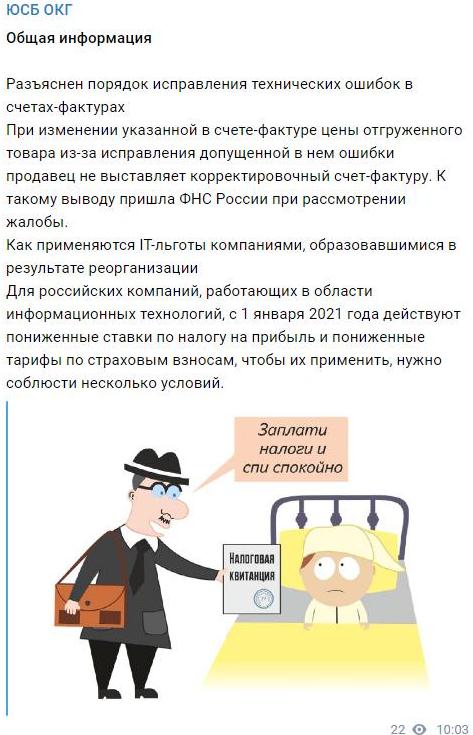 ЮСБ ОКГ
Общая информация
Разъяснен порядок исправления технических ошибок в
счетах-фактурах
При изменении указанной в счете-фактуре цены отгруженного
товара из-за исправления допущенной в нем ошибки
продавец не выставляет корректировочный счет-фактуру. К
такому выводу пришла ФНС России при рассмотрении
жалобы.
Как применяются IT-льготы компаниями, образовавшимися в
результате реорганизации
Для российских компаний, работающих в области
информационных технологий, с 1 января 2021 года действуют
пониженные ставки по налогу на прибыль и пониженные
тарифы по страховым взносам, чтобы их применить, нужно
соблюсти несколько условий.
Заплати
налоги и
спи спокойно
Налоговая
квитанция
22 10:03